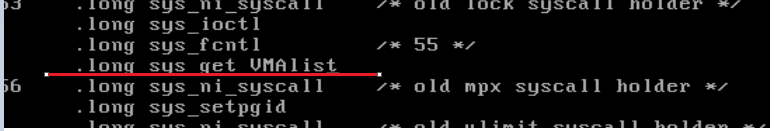 53 .long sys_ni_syscall /* old lock syscall holder */
.long sys_ioctl
.long sys_fcntl /* 55 */
.long sys_get_VMAlist
56 .long sys_ni_syscall /* old mpx syscall holder */
.long sys_setpgid
.long sys_ni_syscall /* old ulimit syscall holder */